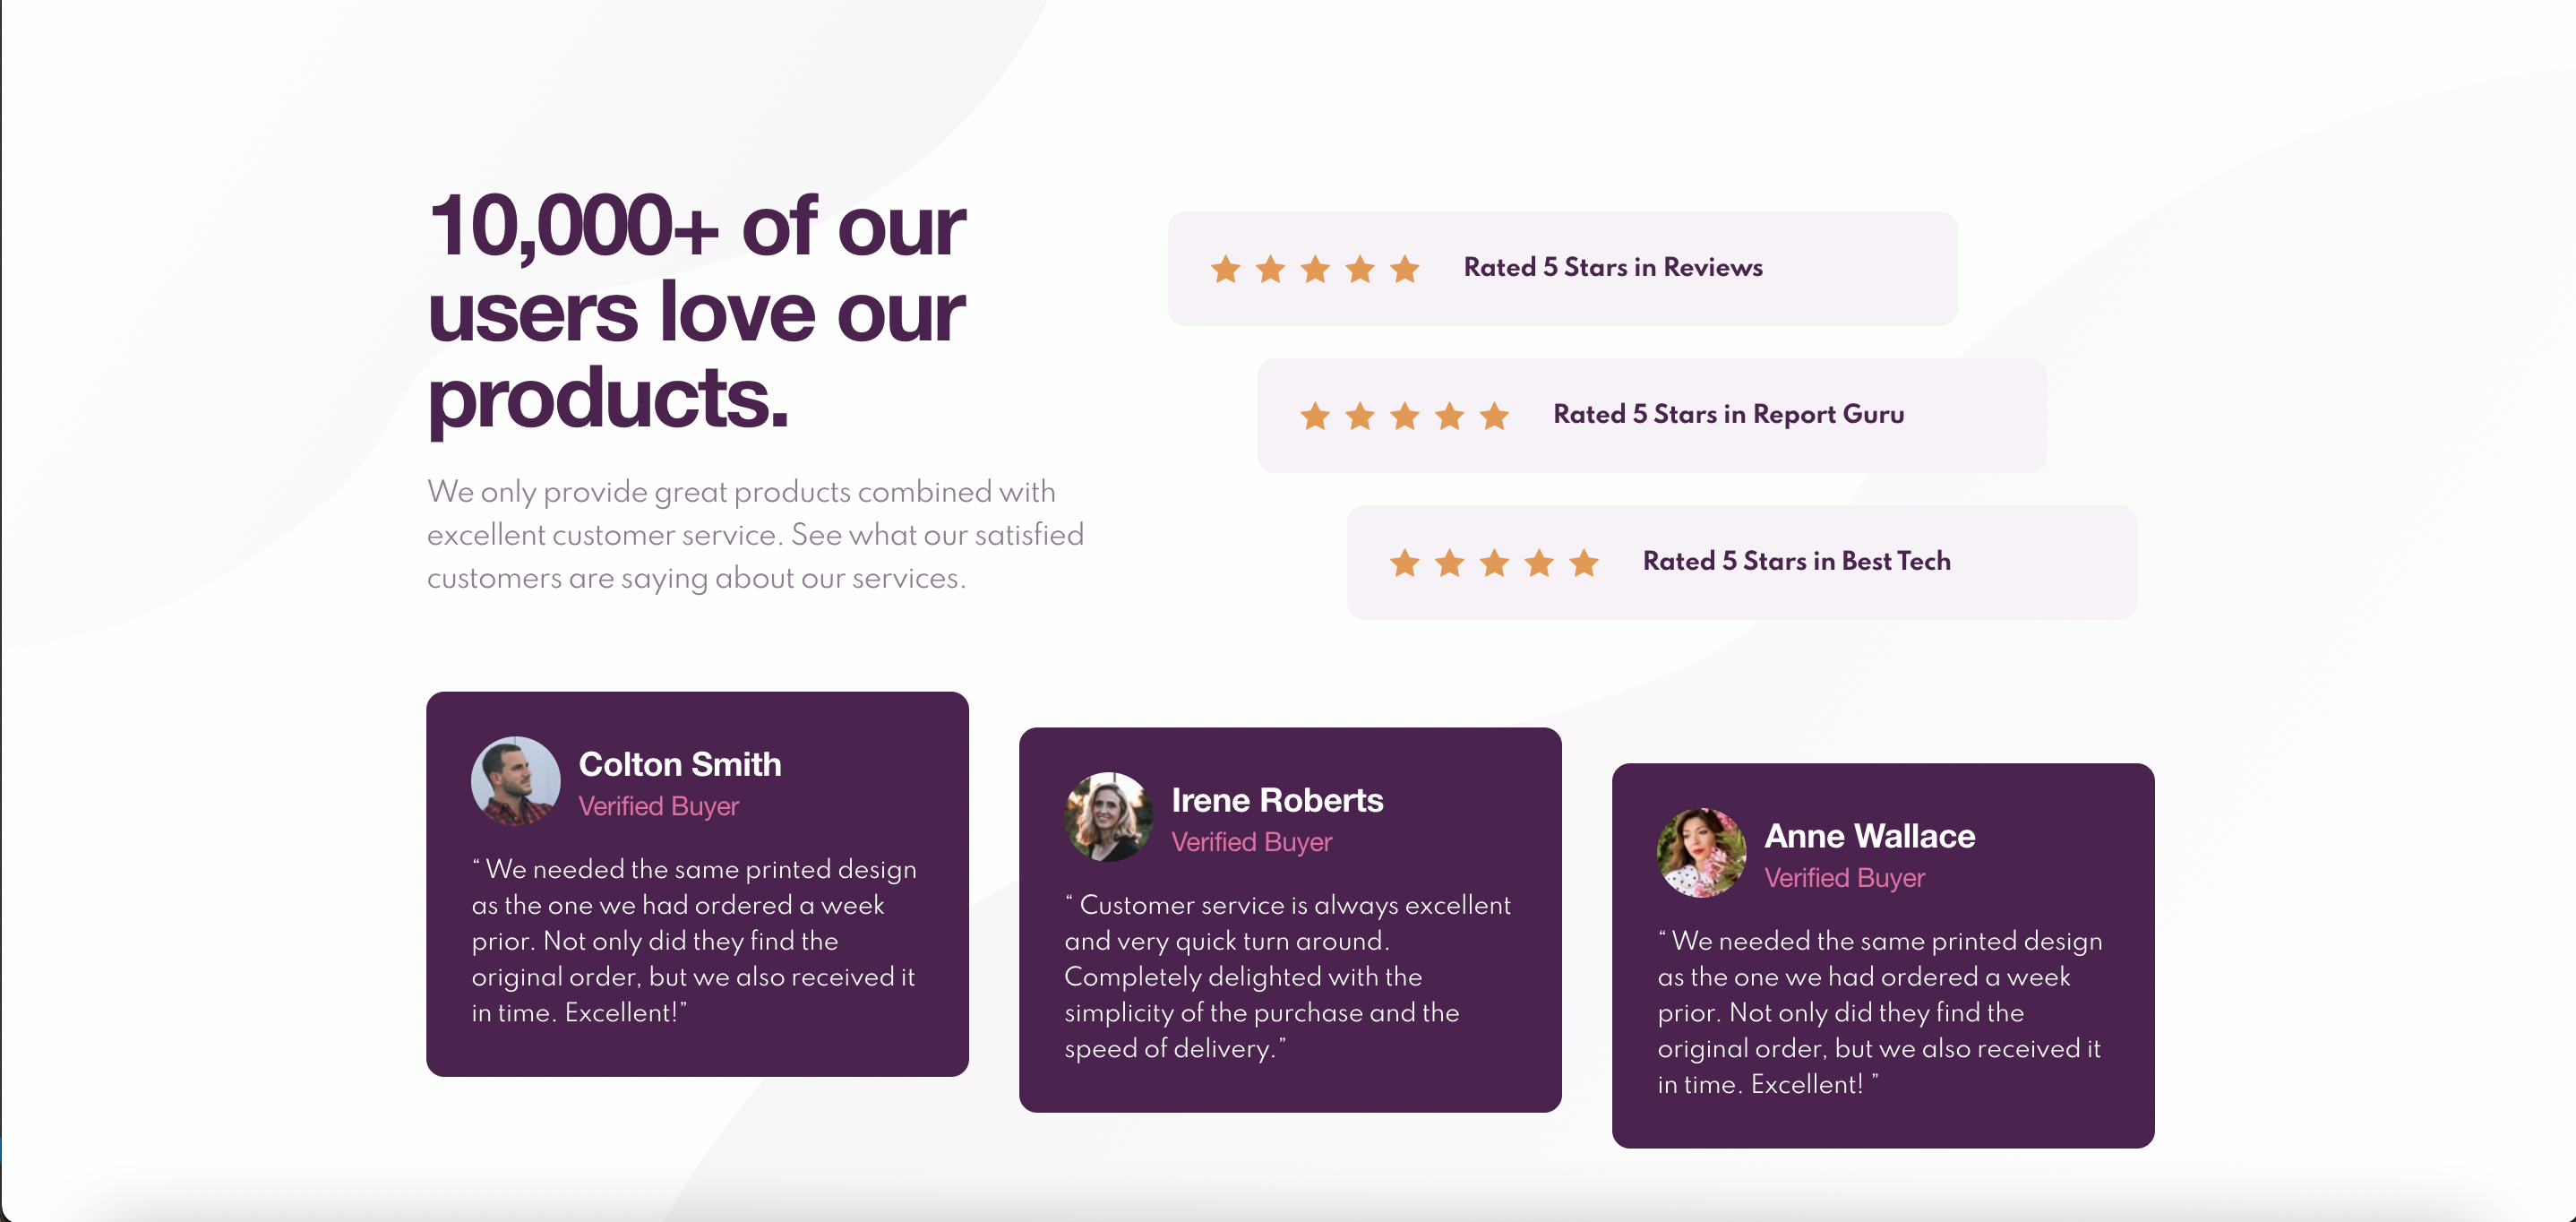 10,000+ of our
users love our
products.
We only provide great products combined with
excellent customer service. See what our satisfied
customers are saying about our services.
Rated 5 Stars in Reviews
Rated 5 Stars in Report Guru
Rated 5 Stars in Best Tech
Colton Smith
Verified Buyer
“ We needed the same printed design
as the one we had ordered a week
prior. Not only did they find the
original order, but we also received it
in time. Excellent!”
Irene Roberts
Verified Buyer
“ Customer service is always excellent
and very quick turn around.
Completely delighted with the
simplicity of the purchase and the
speed of delivery.”
Anne Wallace
Verified Buyer
“ We needed the same printed design
as the one we had ordered a week
prior. Not only did they find the
original order, but we also received it
in time. Excellent! ”